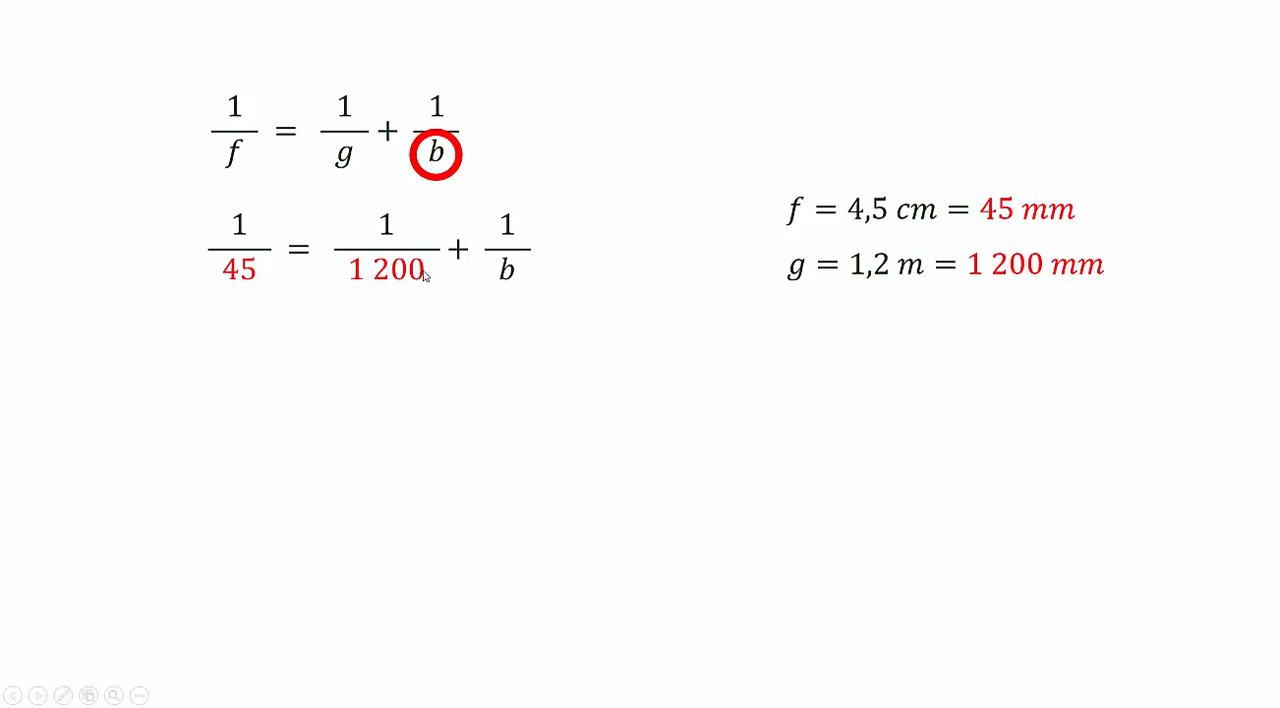 1/f = 1/g + 1/b
f = 4,5 cm = 45 mm
1/45 = 1/1 200 + 1/b
g = 1,2 m = 1 200 mm